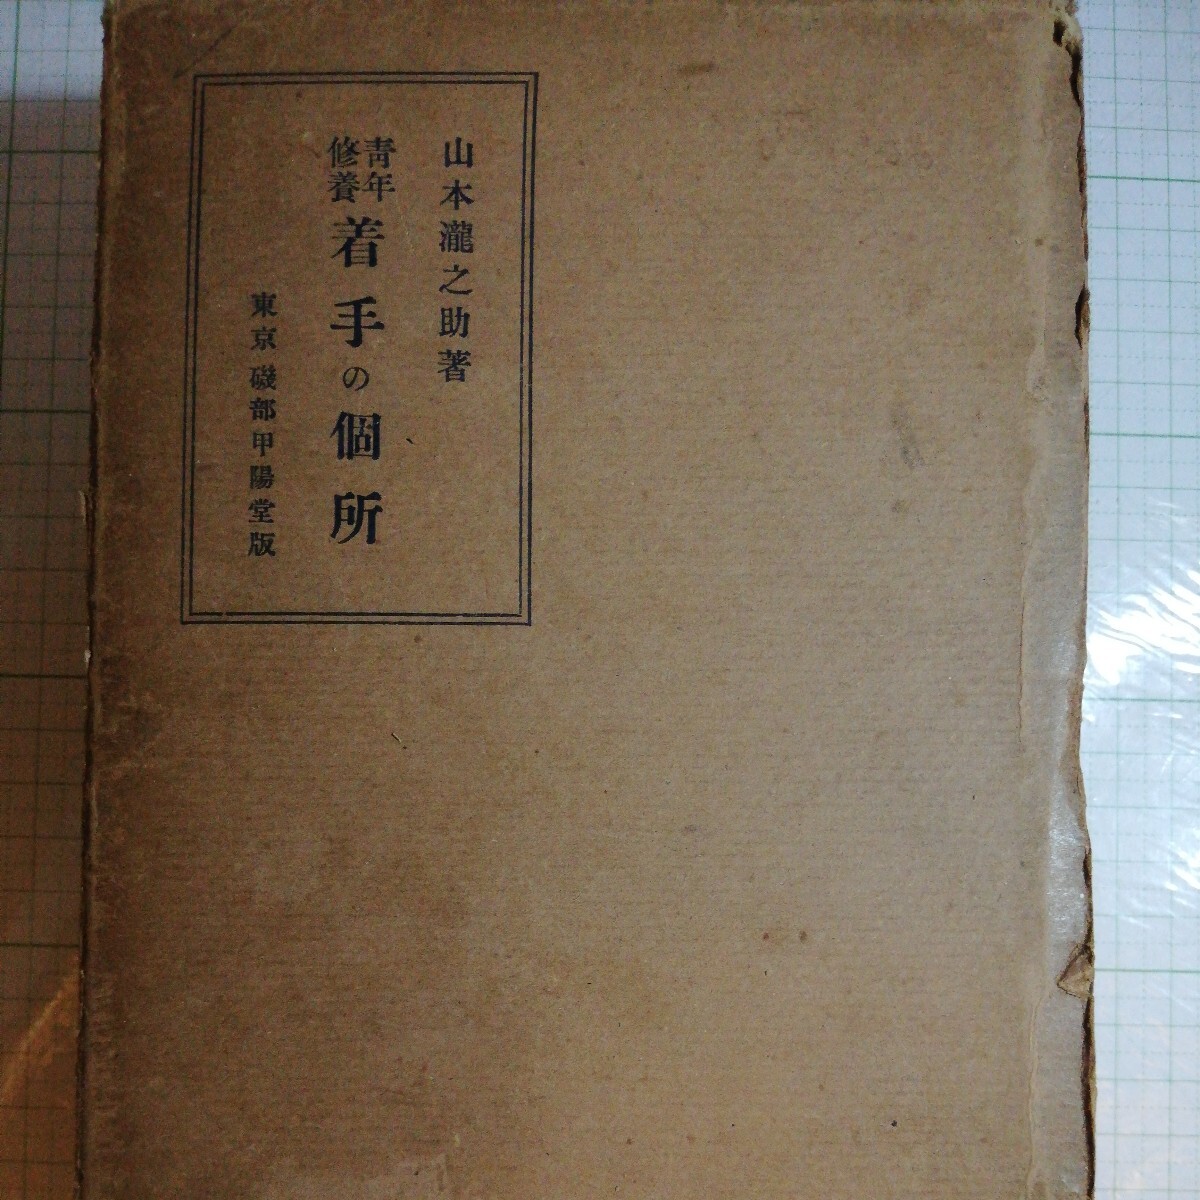 山本瀧之助著
青年
修養
着手の個所
東京磯部甲陽堂版